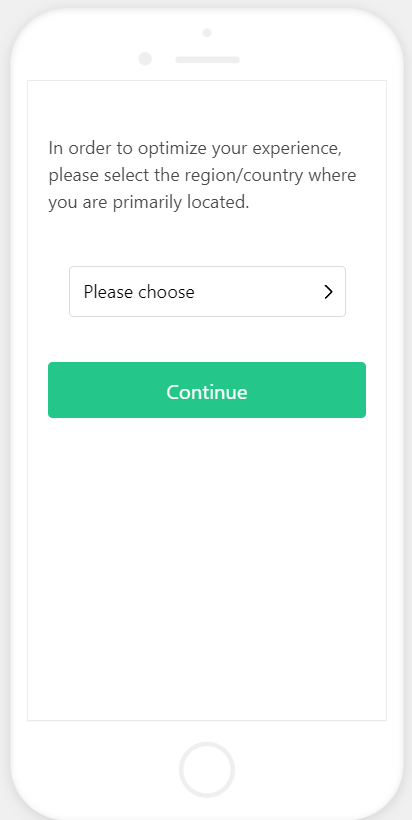 In order to optimize your experience,
please select the region/country where
you are primarily located.
Please choose
Continue